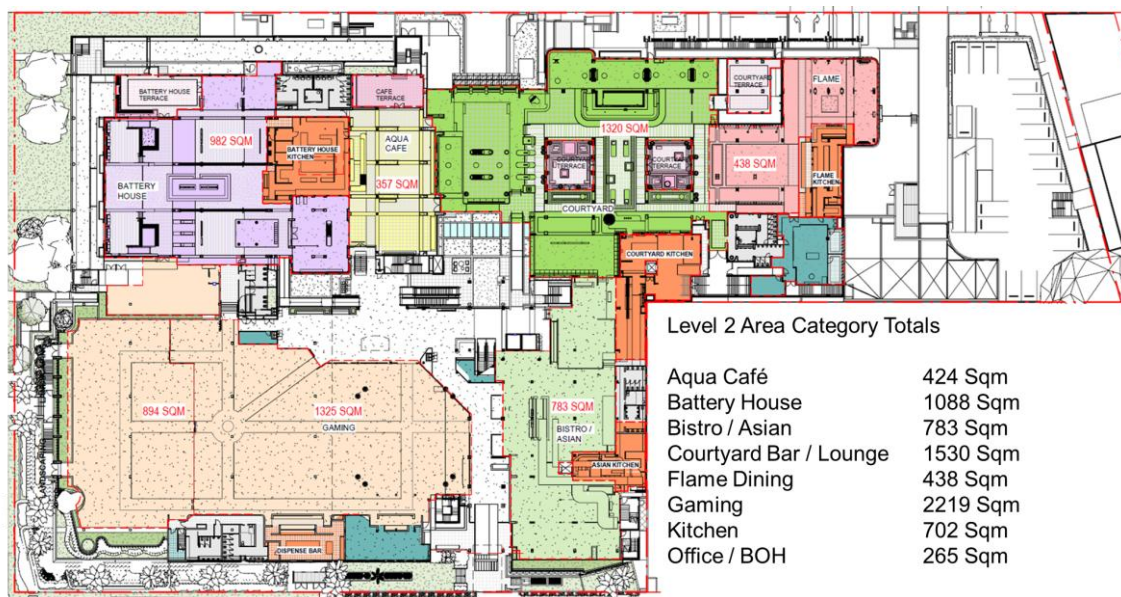 BATTERY HOUSE
TERRACE
CAFE
TERRACE
COURTYARD
TERRACE
FLAME
982 SQM
AQUA
CAFE
BATTERY HOUSE
KITCHEN
357 SQM
BATTERY
HOUSE
1320 SQM
COURTYARD
TERRACE
COURTYARD
TERRACE
438 SQM
FLAME
KITCHEN
COURTYARD
COURTYARD KITCHEN
894 SQM
1325 SQM
GAMING
783 SQM
BISTRO /
ASIAN
ASIAN KITCHEN
LANDSCAPING
DISPENSE BAR
Level 2 Area Category Totals
Aqua Café 424 Sqm
Battery House 1088 Sqm
Bistro / Asian 783 Sqm
Courtyard Bar / Lounge 1530 Sqm
Flame Dining 438 Sqm
Gaming 2219 Sqm
Kitchen 702 Sqm
Office / BOH 265 Sqm